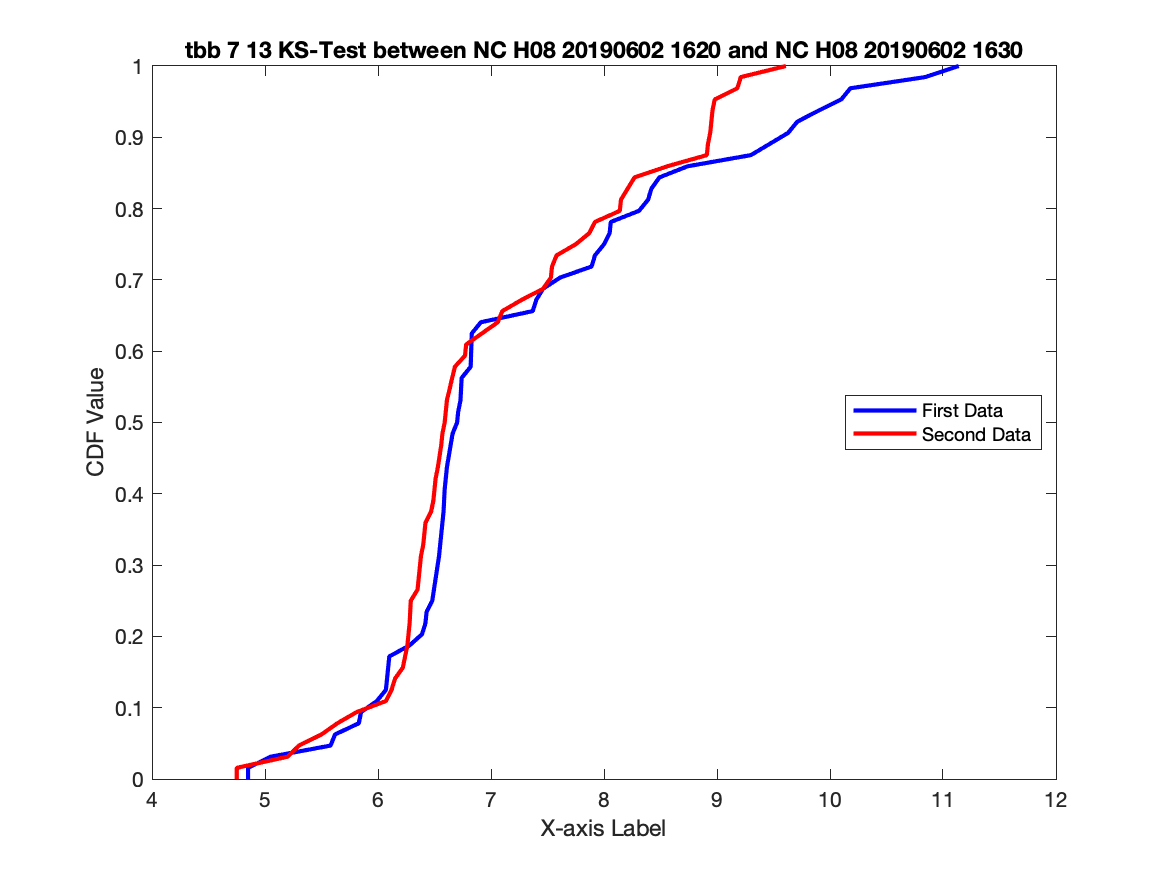 tbb 7 13 KS-Test between NC H08 20190602 1620 and NC H08 20190602 1630
1
0.9
0.8
0.7
0.6
0.5
0.4
0.3
0.2
0.1
0
CDF Value
First Data
Second Data
4 5 6 7 8 9 10 11 12
X-axis Label